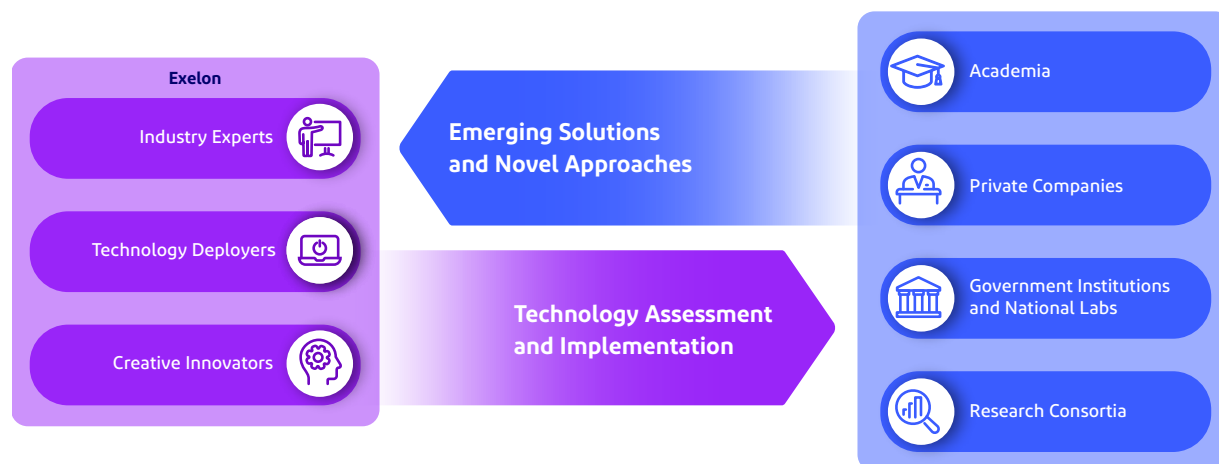 Exelon
Industry Experts
Technology Deployers
Creative Innovators
Emerging Solutions
and Novel Approaches
Technology Assessment
and Implementation
Academia
Private Companies
Government Institutions
and National Labs
Research Consortia